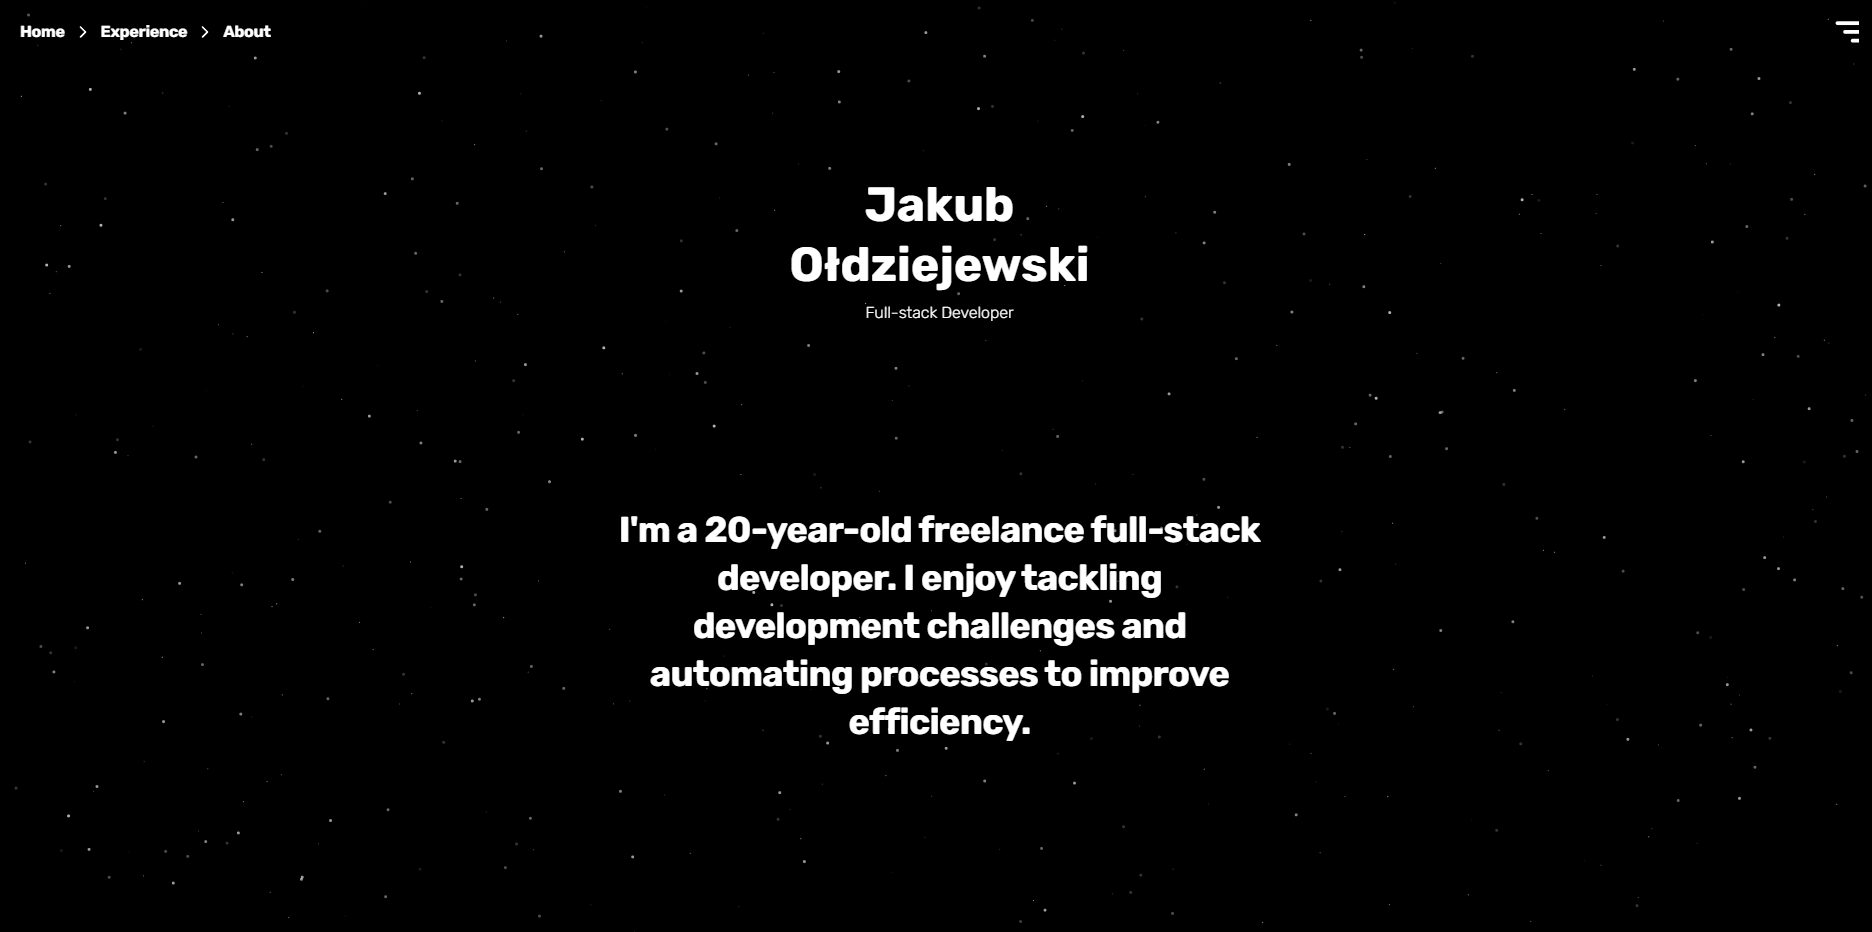 Home > Experience > About
Jakub
Ołdziejewski
Full-stack Developer
I'm a 20-year-old freelance full-stack
developer. I enjoy tackling
development challenges and
automating processes to improve
efficiency.